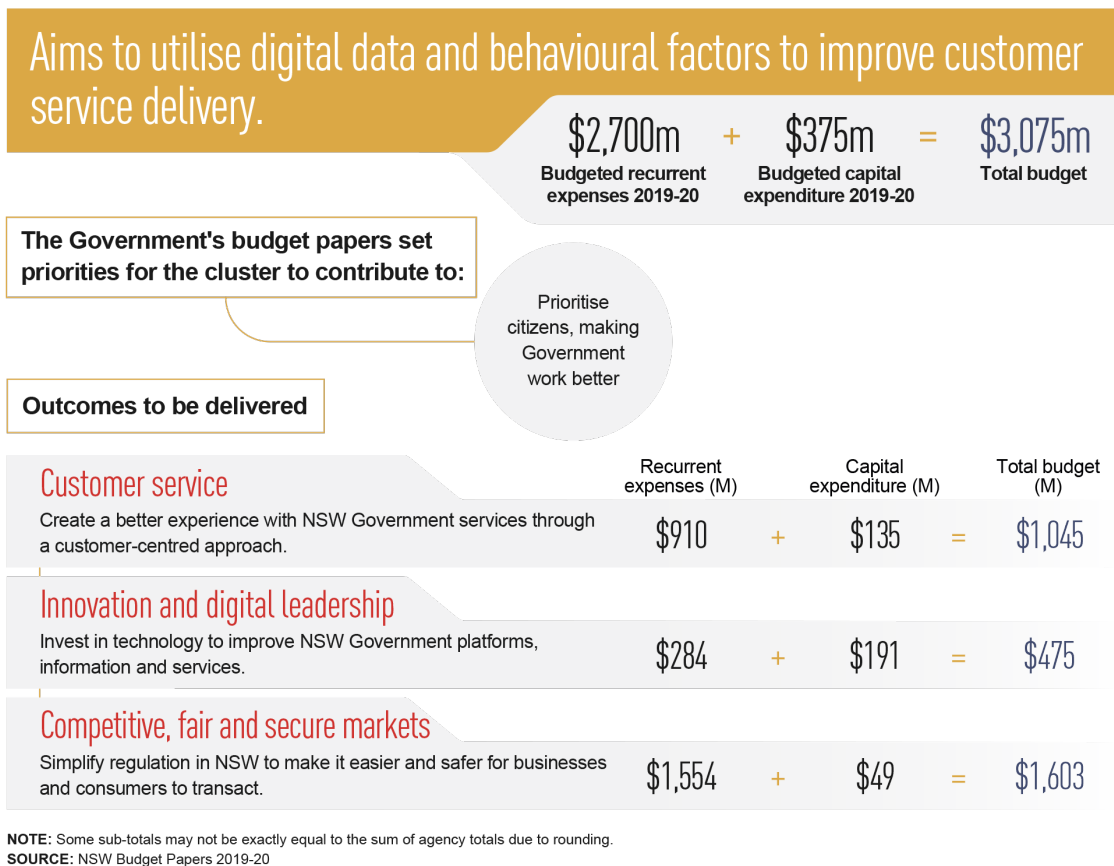 Aims to utilise digital data and behavioural factors to improve customer
service delivery.
$2,700m + $375m = $3,075m
Budgeted recurrent expenses 2019-20
Budgeted capital expenditure 2019-20
Total budget
The Government's budget papers set
priorities for the cluster to contribute to:
Prioritise
citizens, making
Government
work better
Outcomes to be delivered
Recurrent expenses (M)
Capital expenditure (M)
Total budget (M)
Customer service
Create a better experience with NSW Government services through
a customer-centred approach.
$910 + $135 = $1,045
Innovation and digital leadership
Invest in technology to improve NSW Government platforms,
information and services.
$284 + $191 = $475
Competitive, fair and secure markets
Simplify regulation in NSW to make it easier and safer for businesses
and consumers to transact.
$1,554 + $49 = $1,603
NOTE: Some sub-totals may not be exactly equal to the sum of agency totals due to rounding.
SOURCE: NSW Budget Papers 2019-20